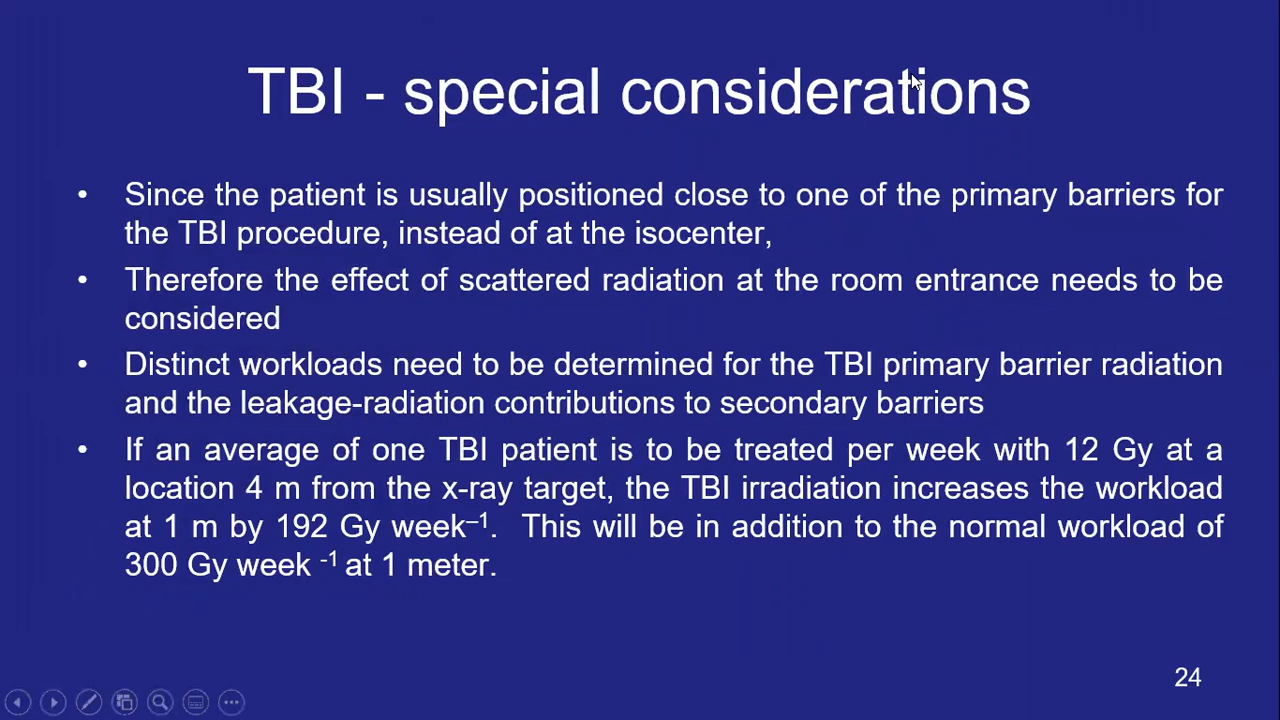 TBI - special considerations
• Since the patient is usually positioned close to one of the primary barriers for
the TBI procedure, instead of at the isocenter,
• Therefore the effect of scattered radiation at the room entrance needs to be
considered
• Distinct workloads need to be determined for the TBI primary barrier radiation
and the leakage-radiation contributions to secondary barriers
• If an average of one TBI patient is to be treated per week with 12 Gy at a
location 4 m from the x-ray target, the TBI irradiation increases the workload
at 1 m by 192 Gy week⁻¹. This will be in addition to the normal workload of
300 Gy week ⁻¹ at 1 meter.
24